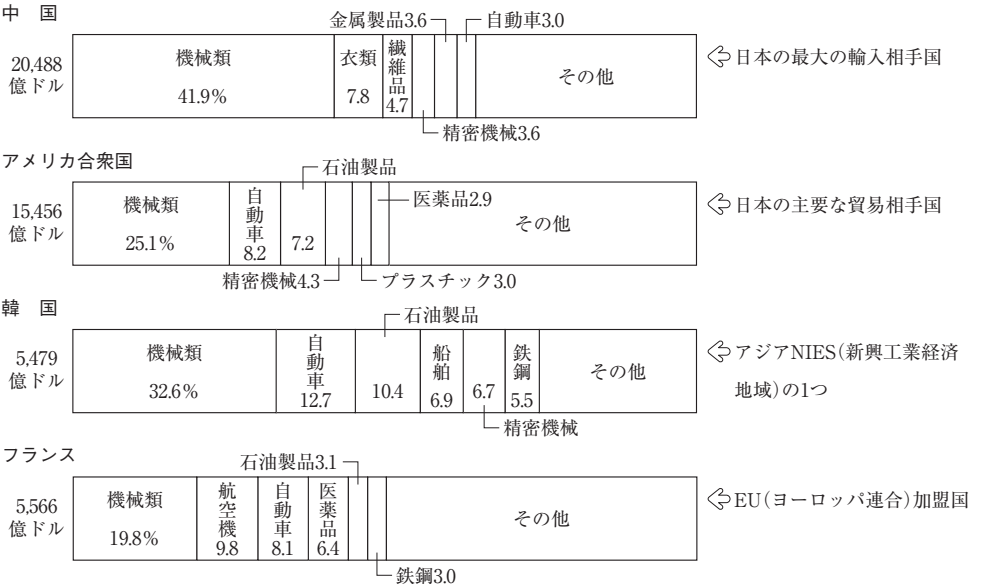 中　国
金属製品3.6
自動車3.0
20,488
億ドル
機械類
41.9%
衣類
7.8
繊維品
4.7
その他
精密機械3.6
⇦日本の最大の輸入相手国
アメリカ合衆国
石油製品
15,456
億ドル
機械類
25.1%
自動車
8.2
7.2
医薬品2.9
その他
精密機械4.3
プラスチック3.0
⇦日本の主要な貿易相手国
韓　国
石油製品
5,479
億ドル
機械類
32.6%
自動車
12.7
10.4
船舶
6.9
6.7
鉄鋼
5.5
その他
精密機械
⇦アジアNIES(新興工業経済
地域)の1つ
フランス
石油製品3.1
5,566
億ドル
機械類
19.8%
航空機
9.8
自動車
8.1
医薬品
6.4
その他
鉄鋼3.0
⇦EU(ヨーロッパ連合)加盟国